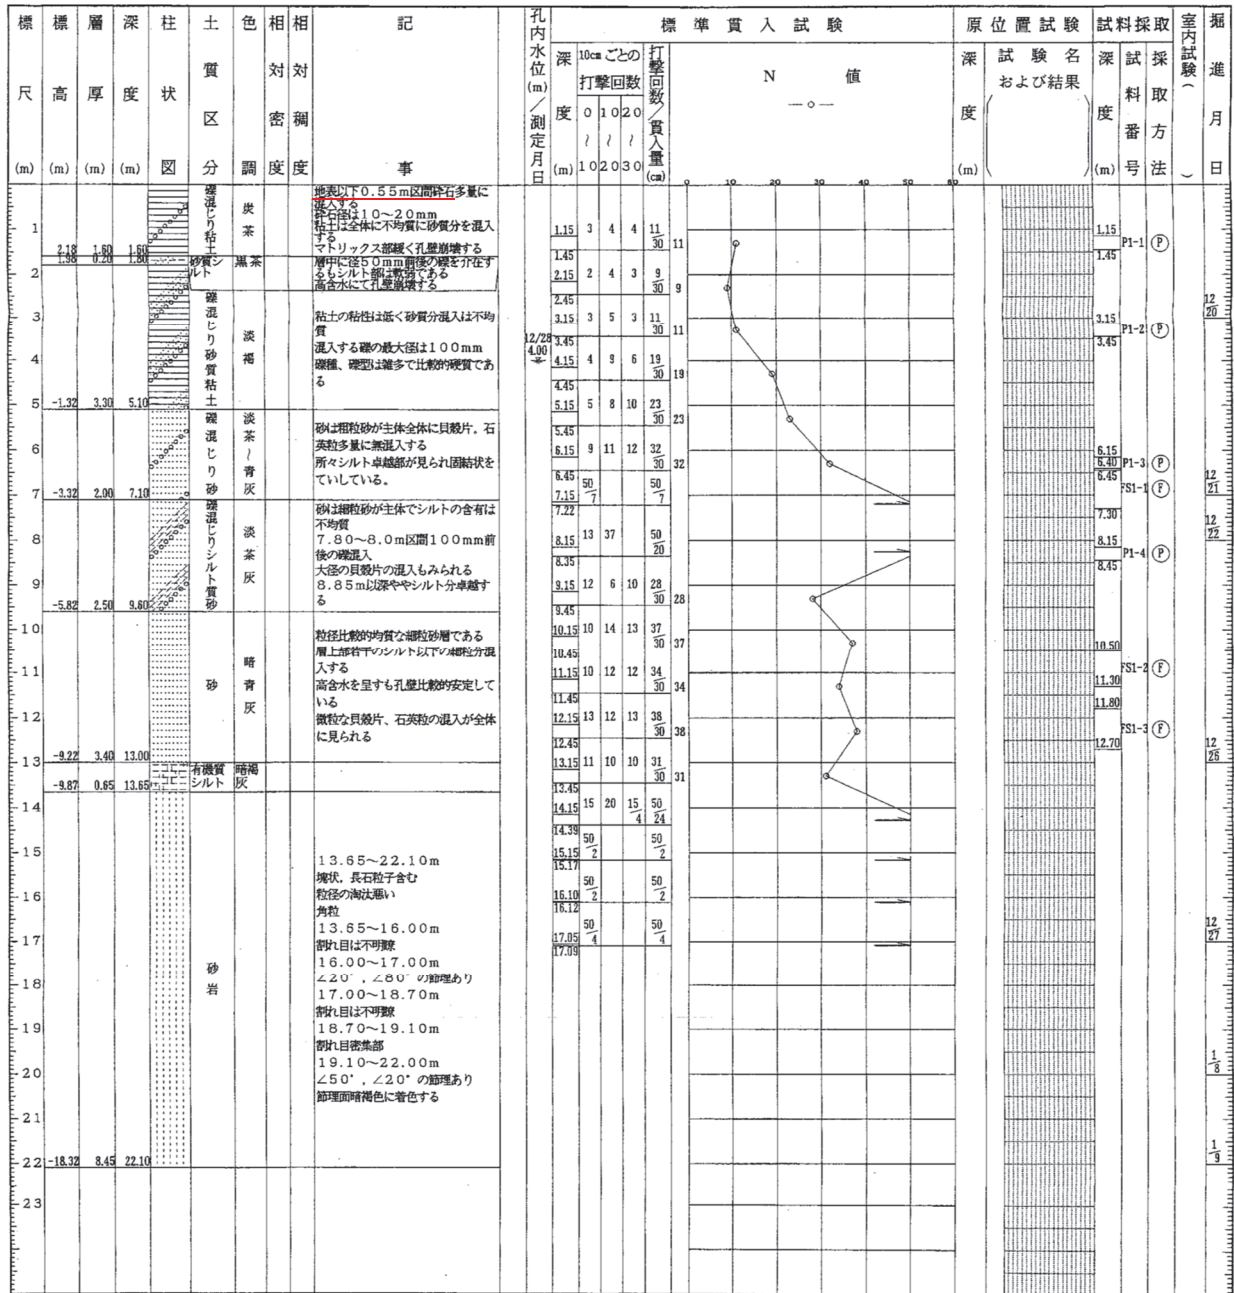 標尺(m)
標高(m)
層厚(m)
深度(m)
柱状図
土質区分
色調
相対密度
相対稠度
記事
孔内水位(m)/測定月日
標準貫入試験
深度(m)
10cmごとの打撃回数
0~10
10~20
20~30
打撃回数/貫入量(cm)
N 値
0 10 20 30 40 50 60
原位置試験
深度(m)
試験名および結果
試料採取
深度(m)
試料番号
採取方法
室内試験()
掘進月日
1
2
3
4
5
6
7
8
9
10
11
12
13
14
15
16
17
18
19
20
21
22
23
2.18 1.60 1.60
1.98 0.20 1.80
-1.32 3.30 5.10
-3.32 2.00 7.10
-5.82 2.50 9.60
-9.22 3.40 13.00
-9.87 0.65 13.65
-18.32 8.45 22.10
礫混じり粘土
炭茶
砂質シルト
黒茶
礫混じり砂質粘土
淡褐
礫混じり砂
淡茶~青灰
礫混じりシルト質砂
淡茶灰
砂
暗青灰
有機質シルト
暗褐灰
砂岩
地表以下0.55m区間砕石多量に
混入する
砕石径は10~20mm
粘土は全体に不均質に砂質分を混入
する
マトリックス部緩く孔壁崩壊する
層中に径50mm前後の礫を介在す
るもシルト部は軟弱である
高含水にて孔壁崩壊する
粘土の粘性は低く砂質分混入は不均
質
混入する礫の最大径は100mm
礫種、礫型は雑多で比較的硬質であ
る
砂は粗粒砂が主体全体に貝殻片、石
英粒多量に無混入する
所々シルト卓越部が見られ固結状を
ていしている。
砂は細粒砂が主体でシルトの含有は
不均質
7.80~8.0m区間100mm前
後の礫混入
大径の貝殻片の混入もみられる
8.85m以深ややシルト分卓越す
る
粒径比較的均質な細粒砂層である
層上部若干のシルト以下の細粒分混
入する
高含水を呈すも孔壁比較的安定して
いる
微粒な貝殻片、石英粒の混入が全体
に見られる
13.65~22.10m
塊状，長石粒子含む
粒径の淘汰悪い
角粒
13.65~16.00m
割れ目は不明瞭
16.00~17.00m
∠20°，∠80°の節理あり
17.00~18.70m
割れ目は不明瞭
18.70~19.10m
割れ目密集部
19.10~22.00m
∠50°，∠20°の節理あり
節理面暗褐色に着色する
12/28
4.00
1.15 3 4 4 11/30 11
1.45
2.15 2 4 3 9/30 9
2.45
3.15 3 5 3 11/30 11
3.45
4.15 4 9 6 19/30 19
4.45
5.15 5 8 10 23/30 23
5.45
6.15 9 11 12 32/30 32
6.45
7.15 50/7 50/7
7.22
8.15 13 37 50/20
8.35
9.15 12 6 10 28/30 28
9.45
10.15 10 14 13 37/30 37
10.45
11.15 10 12 12 34/30 34
11.45
12.15 13 12 13 38/30 38
12.45
13.15 11 10 10 31/30 31
13.45
14.15 15 20 15/4 50/24
14.39
15.15 50/2 50/2
15.17
16.10 50/2 50/2
16.12
17.05 50/4 50/4
17.09
1.15
P1-1 P
1.45
3.15
P1-2 P
3.45
6.15
6.40 P1-3 P
6.45
FS1-1 F
7.30
8.15
P1-4 P
8.45
10.50
FS1-2 F
11.30
11.80
FS1-3 F
12.70
12/20
12/21
12/22
12/26
12/27
1/8
1/9